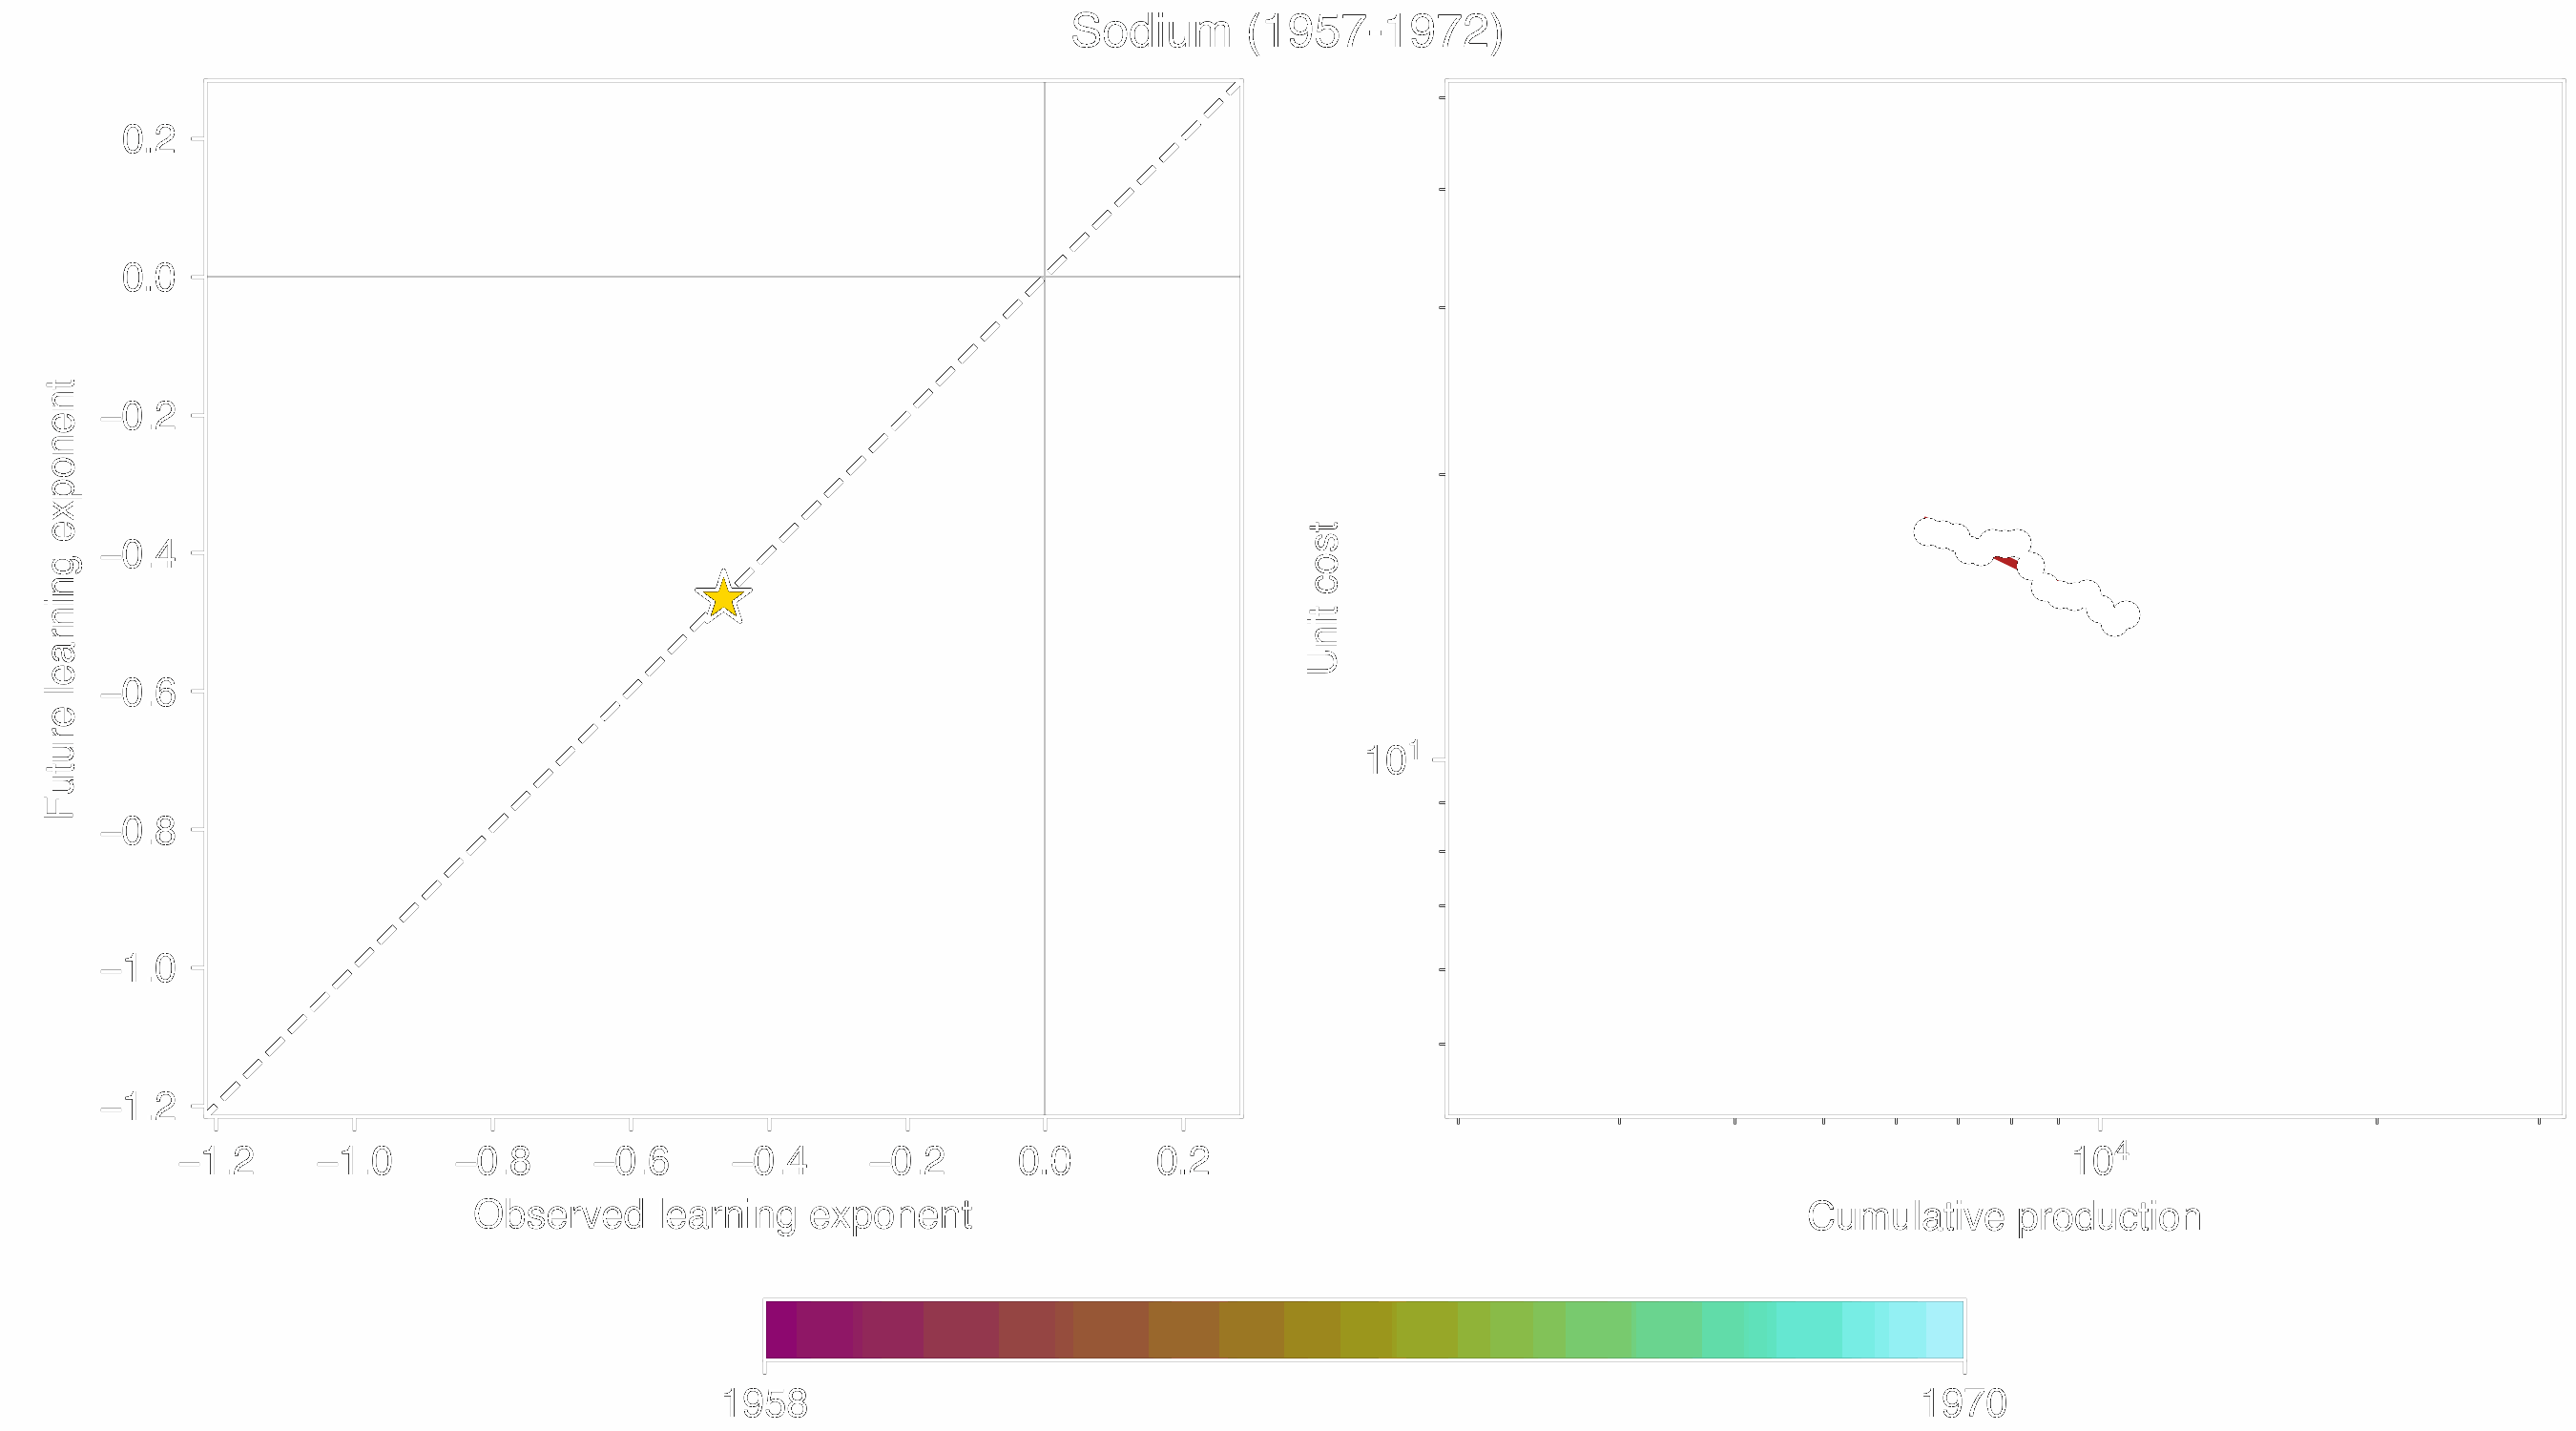 Sodium (1957-1972)
0.2
0.0
−0.2
−0.4
−0.6
−0.8
−1.0
−1.2
Future learning exponent
−1.2 −1.0 −0.8 −0.6 −0.4 −0.2 0.0 0.2
Observed learning exponent
Unit cost
10¹
10⁴
Cumulative production
1958 1970